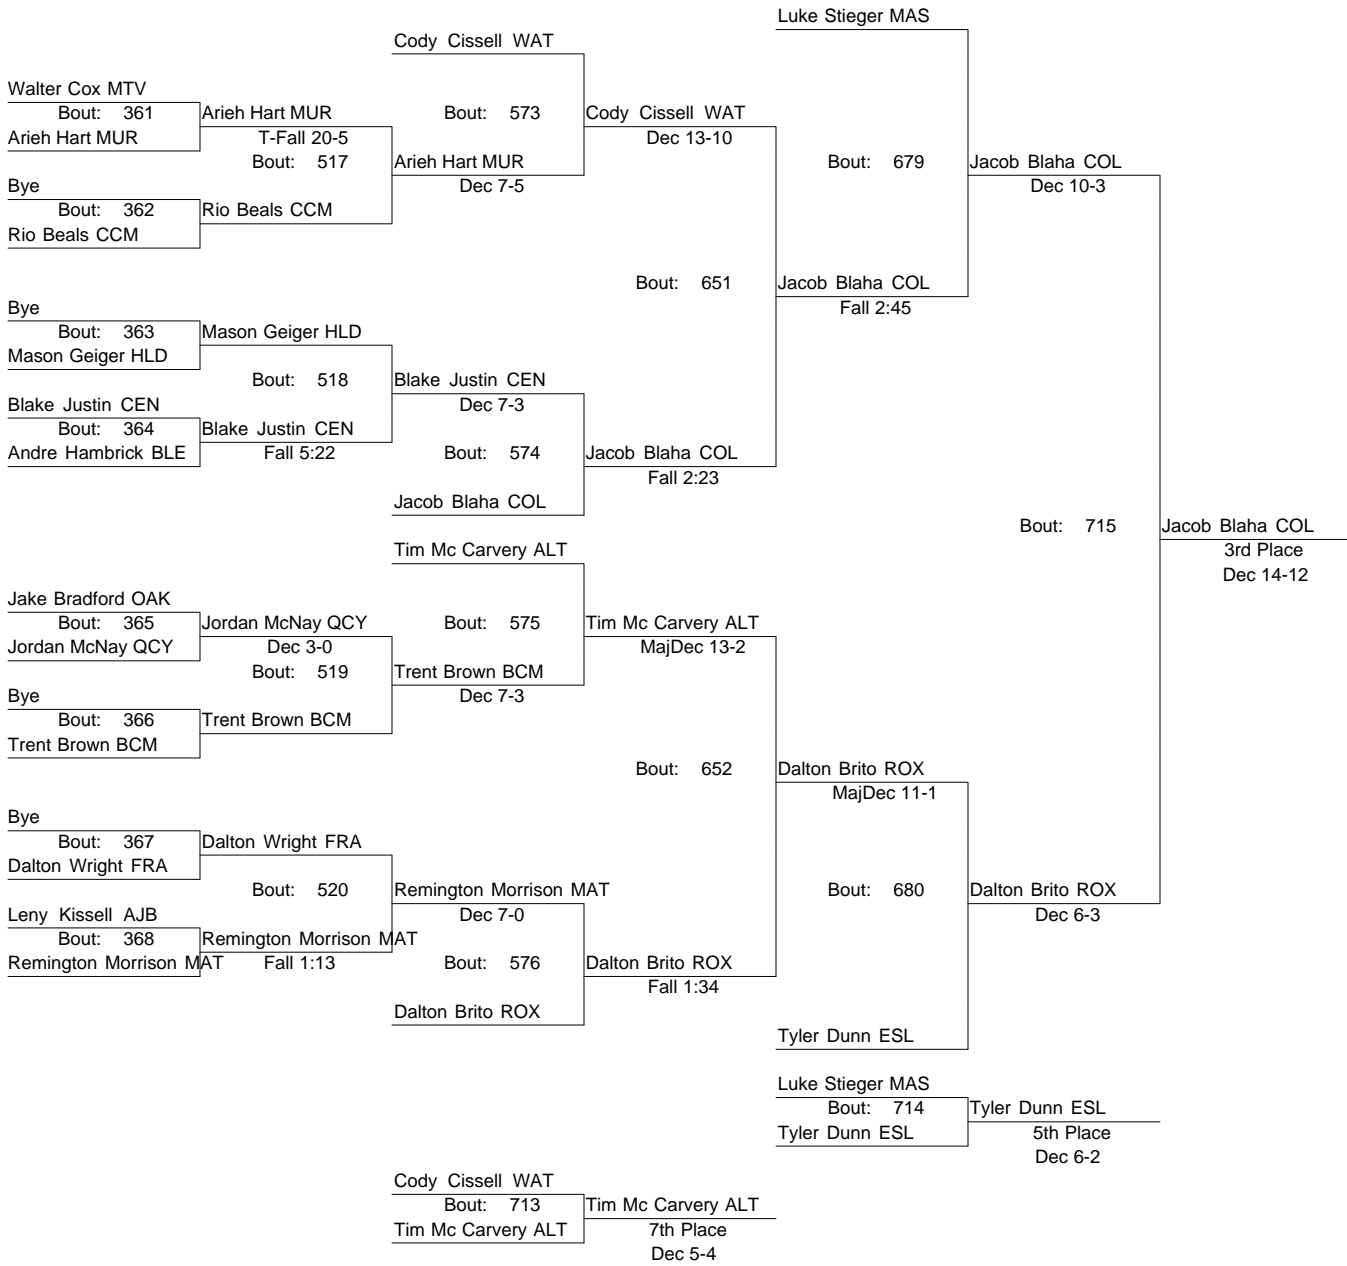 Luke Stieger MAS
Cody Cissell WAT
Walter Cox MTV
Bout: 361
Arieh Hart MUR
Arieh Hart MUR
T-Fall 20-5
Bout: 573
Cody Cissell WAT
Dec 13-10
Bout: 517
Arieh Hart MUR
Dec 7-5
Bout: 679
Jacob Blaha COL
Dec 10-3
Bye
Bout: 362
Rio Beals CCM
Rio Beals CCM
Bout: 651
Jacob Blaha COL
Fall 2:45
Bye
Bout: 363
Mason Geiger HLD
Mason Geiger HLD
Bout: 518
Blake Justin CEN
Dec 7-3
Blake Justin CEN
Bout: 364
Andre Hambrick BLE
Blake Justin CEN
Fall 5:22
Bout: 574
Jacob Blaha COL
Fall 2:23
Jacob Blaha COL
Bout: 715
Jacob Blaha COL
3rd Place
Dec 14-12
Tim Mc Carvery ALT
Jake Bradford OAK
Bout: 365
Jordan McNay QCY
Jordan McNay QCY
Dec 3-0
Bout: 575
Tim Mc Carvery ALT
MajDec 13-2
Bout: 519
Trent Brown BCM
Dec 7-3
Bye
Bout: 366
Trent Brown BCM
Trent Brown BCM
Bout: 652
Dalton Brito ROX
MajDec 11-1
Bye
Bout: 367
Dalton Wright FRA
Dalton Wright FRA
Bout: 520
Remington Morrison MAT
Dec 7-0
Bout: 680
Dalton Brito ROX
Dec 6-3
Leny Kissell AJB
Bout: 368
Remington Morrison MAT
Remington Morrison MAT
Fall 1:13
Bout: 576
Dalton Brito ROX
Fall 1:34
Dalton Brito ROX
Tyler Dunn ESL
Luke Stieger MAS
Bout: 714
Tyler Dunn ESL
Tyler Dunn ESL
5th Place
Dec 6-2
Cody Cissell WAT
Bout: 713
Tim Mc Carvery ALT
Tim Mc Carvery ALT
7th Place
Dec 5-4